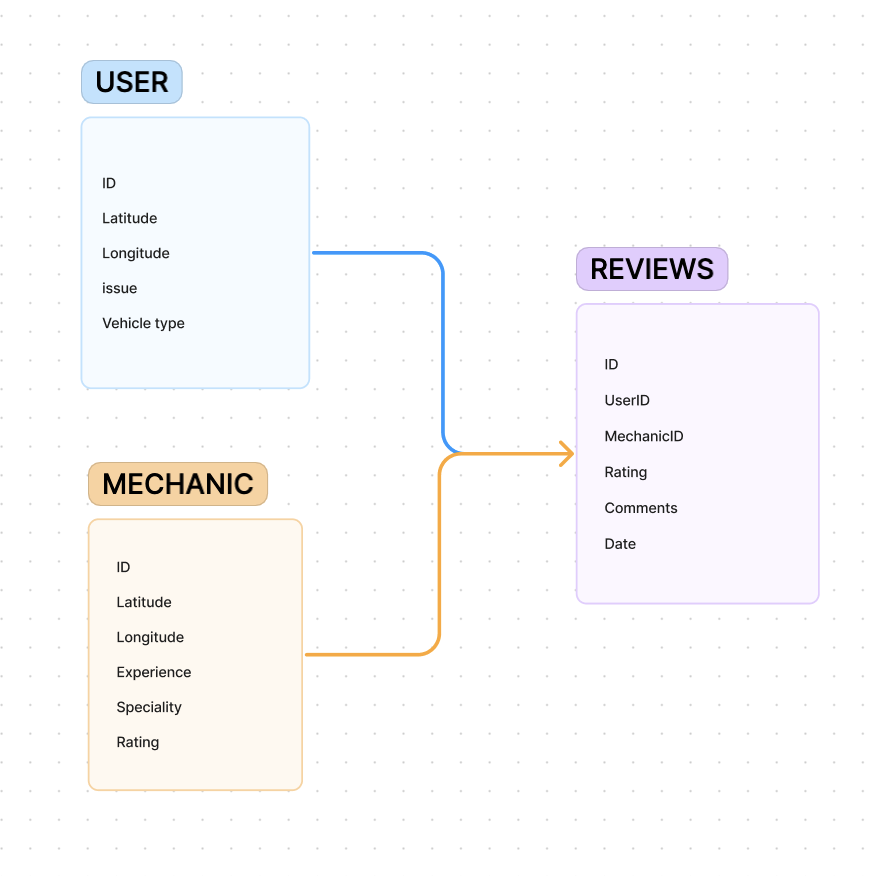 USER
ID
Latitude
Longitude
issue
Vehicle type
MECHANIC
ID
Latitude
Longitude
Experience
Speciality
Rating
REVIEWS
ID
UserID
MechanicID
Rating
Comments
Date